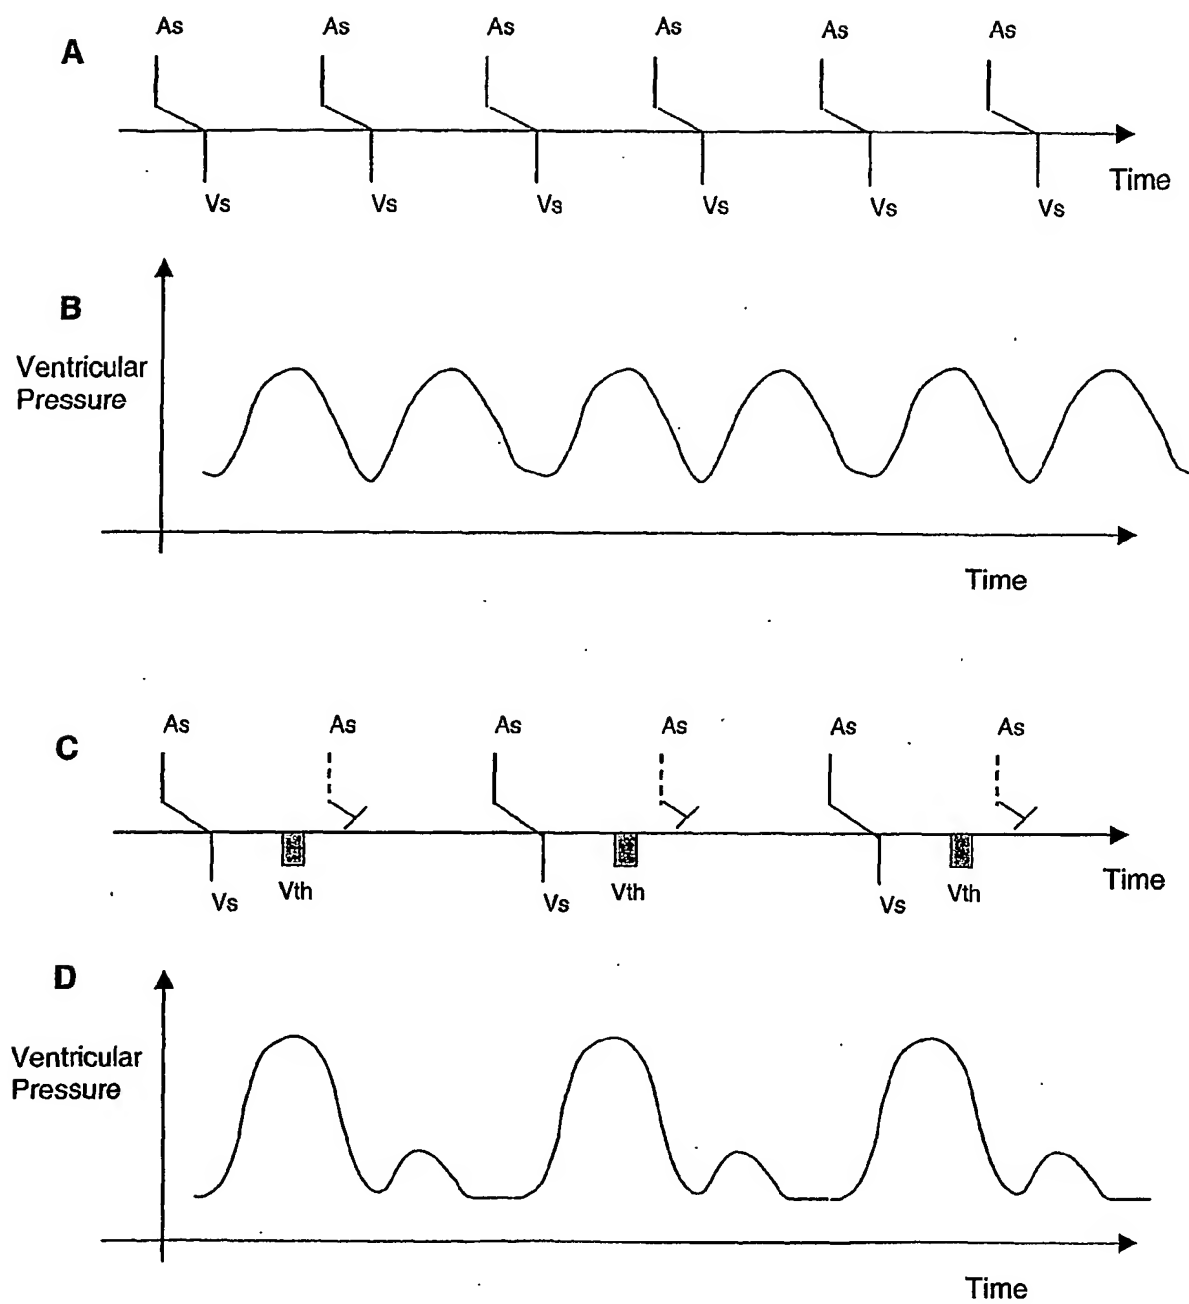 A
As As As As As As
Vs Vs Vs Vs Vs Vs
Time
B
Ventricular
Pressure
Time
C
As As As As As As
Vs Vth Vs Vth Vs Vth
Time
D
Ventricular
Pressure
Time